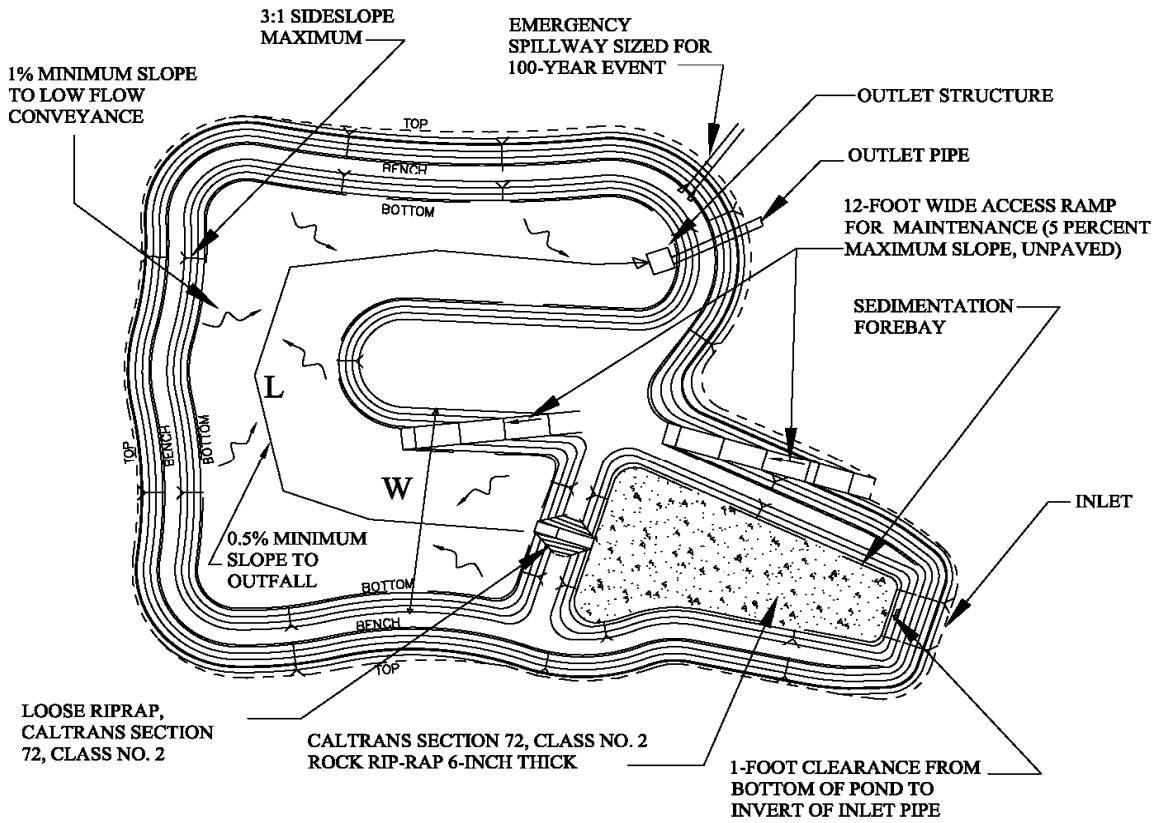 3:1 SIDESLOPE
MAXIMUM
EMERGENCY
SPILLWAY SIZED FOR
100-YEAR EVENT
1% MINIMUM SLOPE
TO LOW FLOW
CONVEYANCE
OUTLET STRUCTURE
OUTLET PIPE
12-FOOT WIDE ACCESS RAMP
FOR MAINTENANCE (5 PERCENT
MAXIMUM SLOPE, UNPAVED)
SEDIMENTATION
FOREBAY
TOP
BENCH
BOTTOM
L
W
TOP
BENCH
BOTTOM
INLET
0.5% MINIMUM
SLOPE TO
OUTFALL
BOTTOM
BENCH
TOP
LOOSE RIPRAP,
CALTRANS SECTION
72, CLASS NO. 2
CALTRANS SECTION 72, CLASS NO. 2
ROCK RIP-RAP 6-INCH THICK
1-FOOT CLEARANCE FROM
BOTTOM OF POND TO
INVERT OF INLET PIPE